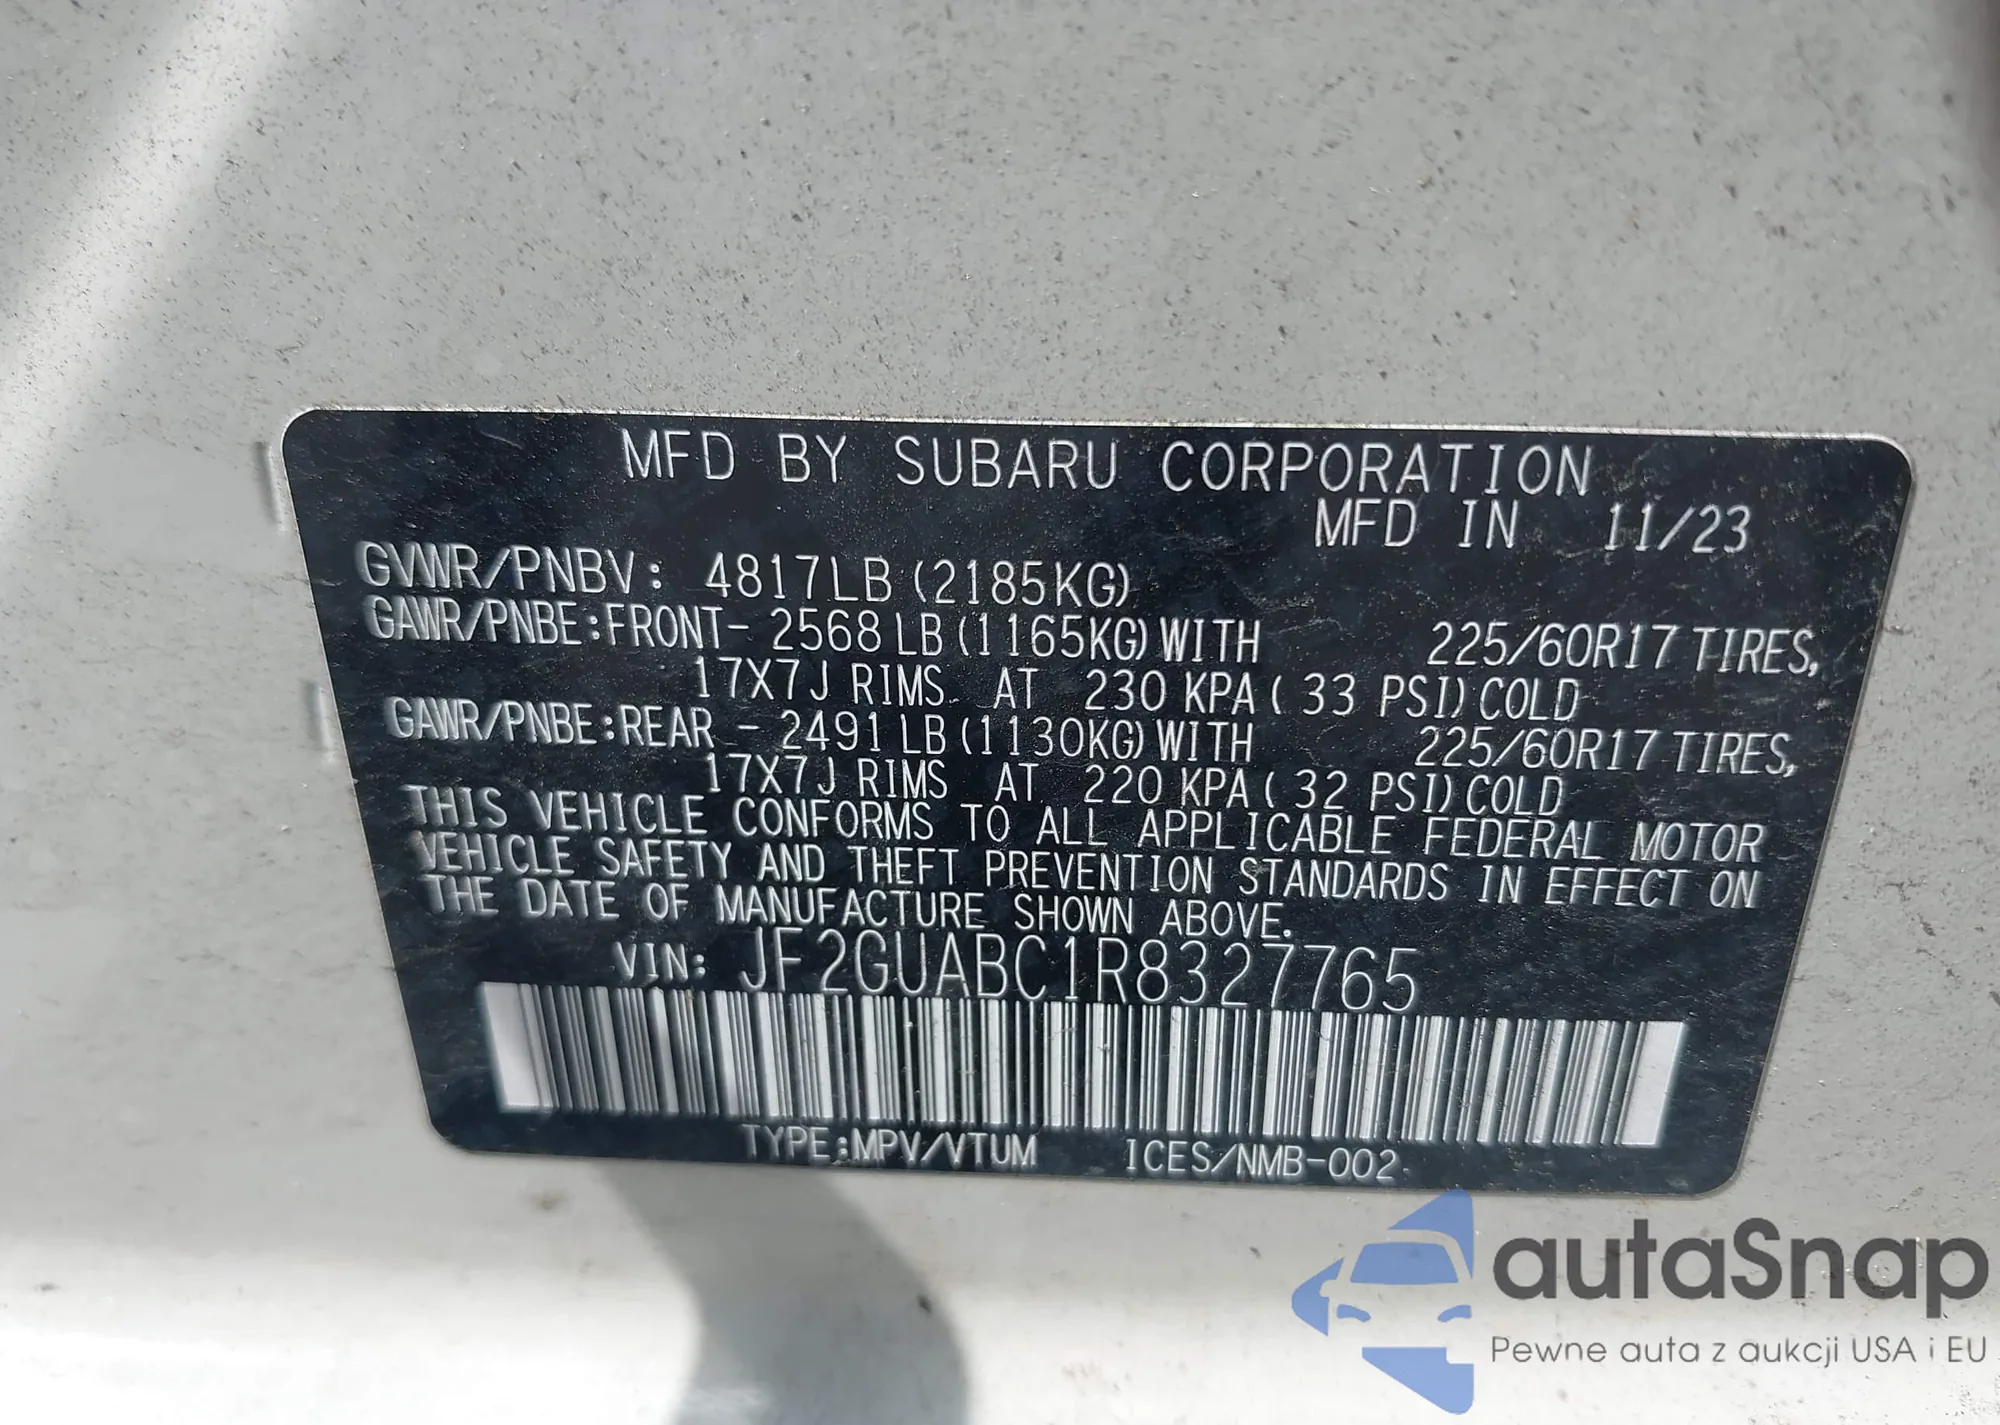 MFD BY SUBARU CORPORATION
MFD IN 11/23
GVWR/PNBV: 4817LB (2185KG)
GAWR/PNBE:FRONT- 2568 LB (1165KG) WITH 225/60R17 TIRES,
17X7J RIMS AT 230 KPA ( 33 PSI) COLD
GAWR/PNBE:REAR - 2491 LB (1130KG) WITH 225/60R17 TIRES,
17X7J RIMS AT 220 KPA ( 32 PSI) COLD
THIS VEHICLE CONFORMS TO ALL APPLICABLE FEDERAL MOTOR
VEHICLE SAFETY AND THEFT PREVENTION STANDARDS IN EFFECT ON
THE DATE OF MANUFACTURE SHOWN ABOVE.
VIN: JF2GUABC1R8327765
TYPE:MPV/VTUM ICES/NMB-002
autaSnap
Pewne auta z aukcji USA i EU